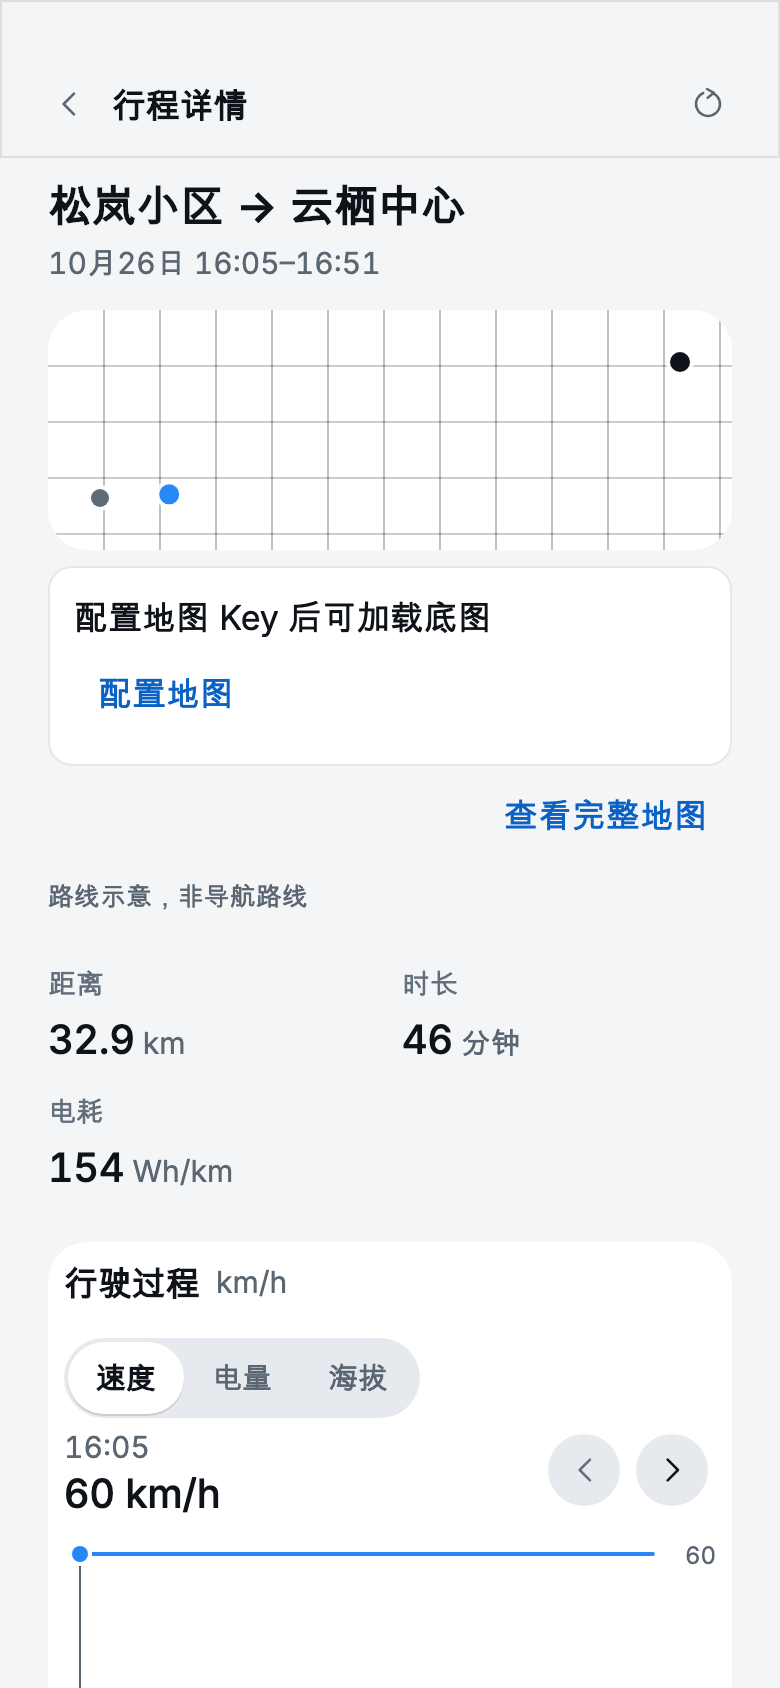 行程详情
松岚小区 → 云栖中心
10月26日 16:05–16:51
配置地图 Key 后可加载底图
配置地图
查看完整地图
路线示意，非导航路线
距离
32.9 km
时长
46 分钟
电耗
154 Wh/km
行驶过程 km/h
速度 电量 海拔
16:05
60 km/h
60